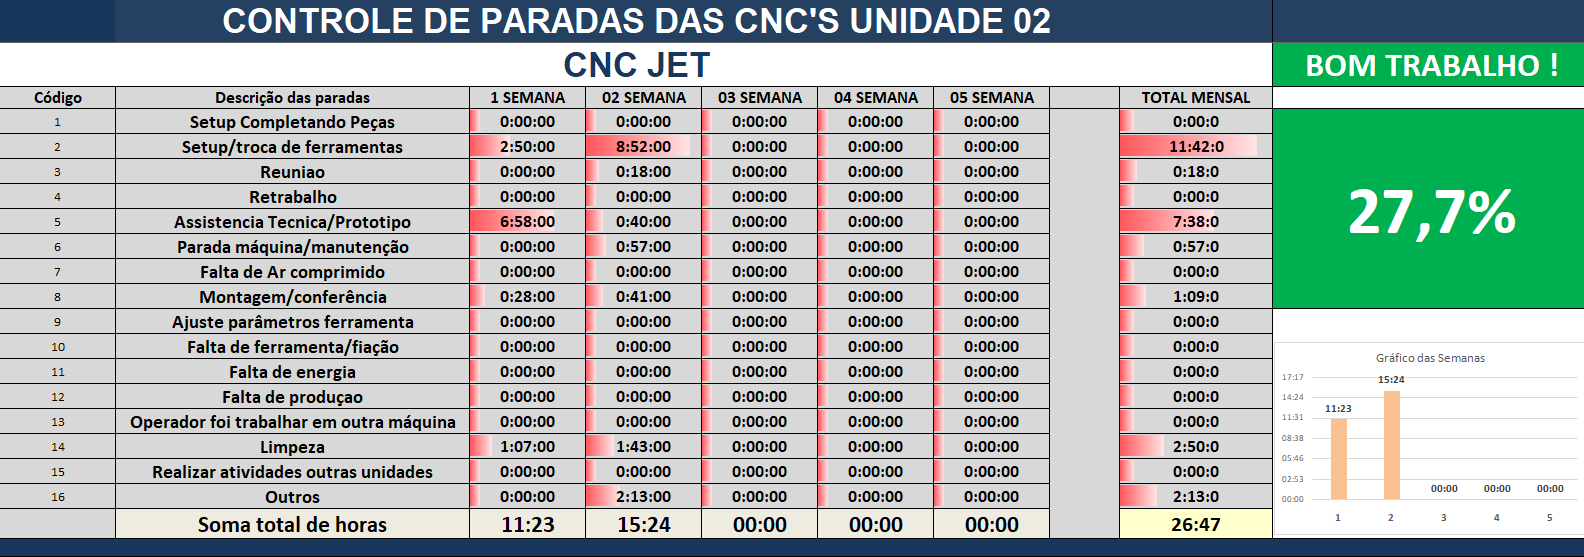 CONTROLE DE PARADAS DAS CNC'S UNIDADE 02
CNC JET
BOM TRABALHO !
Código Descrição das paradas 1 SEMANA 02 SEMANA 03 SEMANA 04 SEMANA 05 SEMANA TOTAL MENSAL
1 Setup Completando Peças 0:00:00 0:00:00 0:00:00 0:00:00 0:00:00 0:00:0
2 Setup/troca de ferramentas 2:50:00 8:52:00 0:00:00 0:00:00 0:00:00 11:42:0
3 Reuniao 0:00:00 0:18:00 0:00:00 0:00:00 0:00:00 0:18:0
4 Retrabalho 0:00:00 0:00:00 0:00:00 0:00:00 0:00:00 0:00:0
5 Assistencia Tecnica/Prototipo 6:58:00 0:40:00 0:00:00 0:00:00 0:00:00 7:38:0
6 Parada máquina/manutenção 0:00:00 0:57:00 0:00:00 0:00:00 0:00:00 0:57:0
7 Falta de Ar comprimido 0:00:00 0:00:00 0:00:00 0:00:00 0:00:00 0:00:0
8 Montagem/conferência 0:28:00 0:41:00 0:00:00 0:00:00 0:00:00 1:09:0
9 Ajuste parâmetros ferramenta 0:00:00 0:00:00 0:00:00 0:00:00 0:00:00 0:00:0
10 Falta de ferramenta/fiação 0:00:00 0:00:00 0:00:00 0:00:00 0:00:00 0:00:0
11 Falta de energia 0:00:00 0:00:00 0:00:00 0:00:00 0:00:00 0:00:0
12 Falta de produçao 0:00:00 0:00:00 0:00:00 0:00:00 0:00:00 0:00:0
13 Operador foi trabalhar em outra máquina 0:00:00 0:00:00 0:00:00 0:00:00 0:00:00 0:00:0
14 Limpeza 1:07:00 1:43:00 0:00:00 0:00:00 0:00:00 2:50:0
15 Realizar atividades outras unidades 0:00:00 0:00:00 0:00:00 0:00:00 0:00:00 0:00:0
16 Outros 0:00:00 2:13:00 0:00:00 0:00:00 0:00:00 2:13:0
Soma total de horas 11:23 15:24 00:00 00:00 00:00 26:47
27,7%
Gráfico das Semanas
17:17
15:24
14:24
11:23
11:31
08:38
05:46
02:53
00:00 00:00 00:00
00:00
1 2 3 4 5